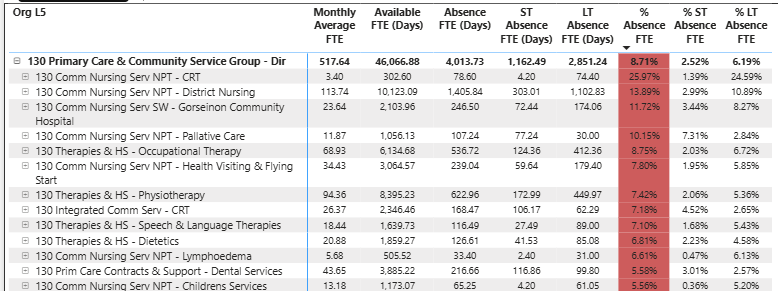 Org L5 Monthly Average FTE Available FTE (Days) Absence FTE (Days) ST Absence FTE (Days) LT Absence FTE (Days) % Absence FTE % ST Absence FTE % LT Absence FTE
130 Primary Care & Community Service Group - Dir 517.64 46,066.88 4,013.73 1,162.49 2,851.24 8.71% 2.52% 6.19%
130 Comm Nursing Serv NPT - CRT 3.40 302.60 78.60 4.20 74.40 25.97% 1.39% 24.59%
130 Comm Nursing Serv NPT - District Nursing 113.74 10,123.09 1,405.84 303.01 1,102.83 13.89% 2.99% 10.89%
130 Comm Nursing Serv SW - Gorseinon Community Hospital 23.64 2,103.96 246.50 72.44 174.06 11.72% 3.44% 8.27%
130 Comm Nursing Serv NPT - Pallative Care 11.87 1,056.13 107.24 77.24 30.00 10.15% 7.31% 2.84%
130 Therapies & HS - Occupational Therapy 68.93 6,134.68 536.72 124.36 412.36 8.75% 2.03% 6.72%
130 Comm Nursing Serv NPT - Health Visiting & Flying Start 34.43 3,064.57 239.04 59.64 179.40 7.80% 1.95% 5.85%
130 Therapies & HS - Physiotherapy 94.36 8,395.23 622.96 172.99 449.97 7.42% 2.06% 5.36%
130 Integrated Comm Serv - CRT 26.37 2,346.46 168.47 106.17 62.29 7.18% 4.52% 2.65%
130 Therapies & HS - Speech & Language Therapies 18.44 1,639.73 116.49 27.49 89.00 7.10% 1.68% 5.43%
130 Therapies & HS - Dietetics 20.88 1,859.27 126.61 41.53 85.08 6.81% 2.23% 4.58%
130 Comm Nursing Serv NPT - Lymphoedema 5.68 505.52 33.40 2.40 31.00 6.61% 0.47% 6.13%
130 Prim Care Contracts & Support - Dental Services 43.65 3,885.22 216.66 116.86 99.80 5.58% 3.01% 2.57%
130 Comm Nursing Serv NPT - Childrens Services 13.18 1,173.07 65.25 4.20 61.05 5.56% 0.36% 5.20%